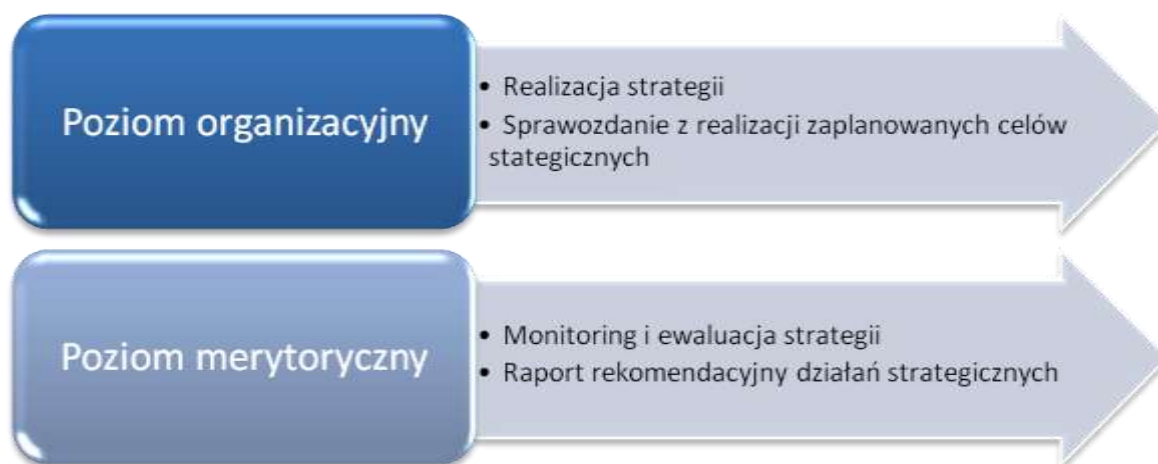 Poziom organizacyjny
• Realizacja strategii
• Sprawozdanie z realizacji zaplanowanych celów
stategicznych
Poziom merytoryczny
• Monitoring i ewaluacja strategii
• Raport rekomendacyjny działań strategicznych